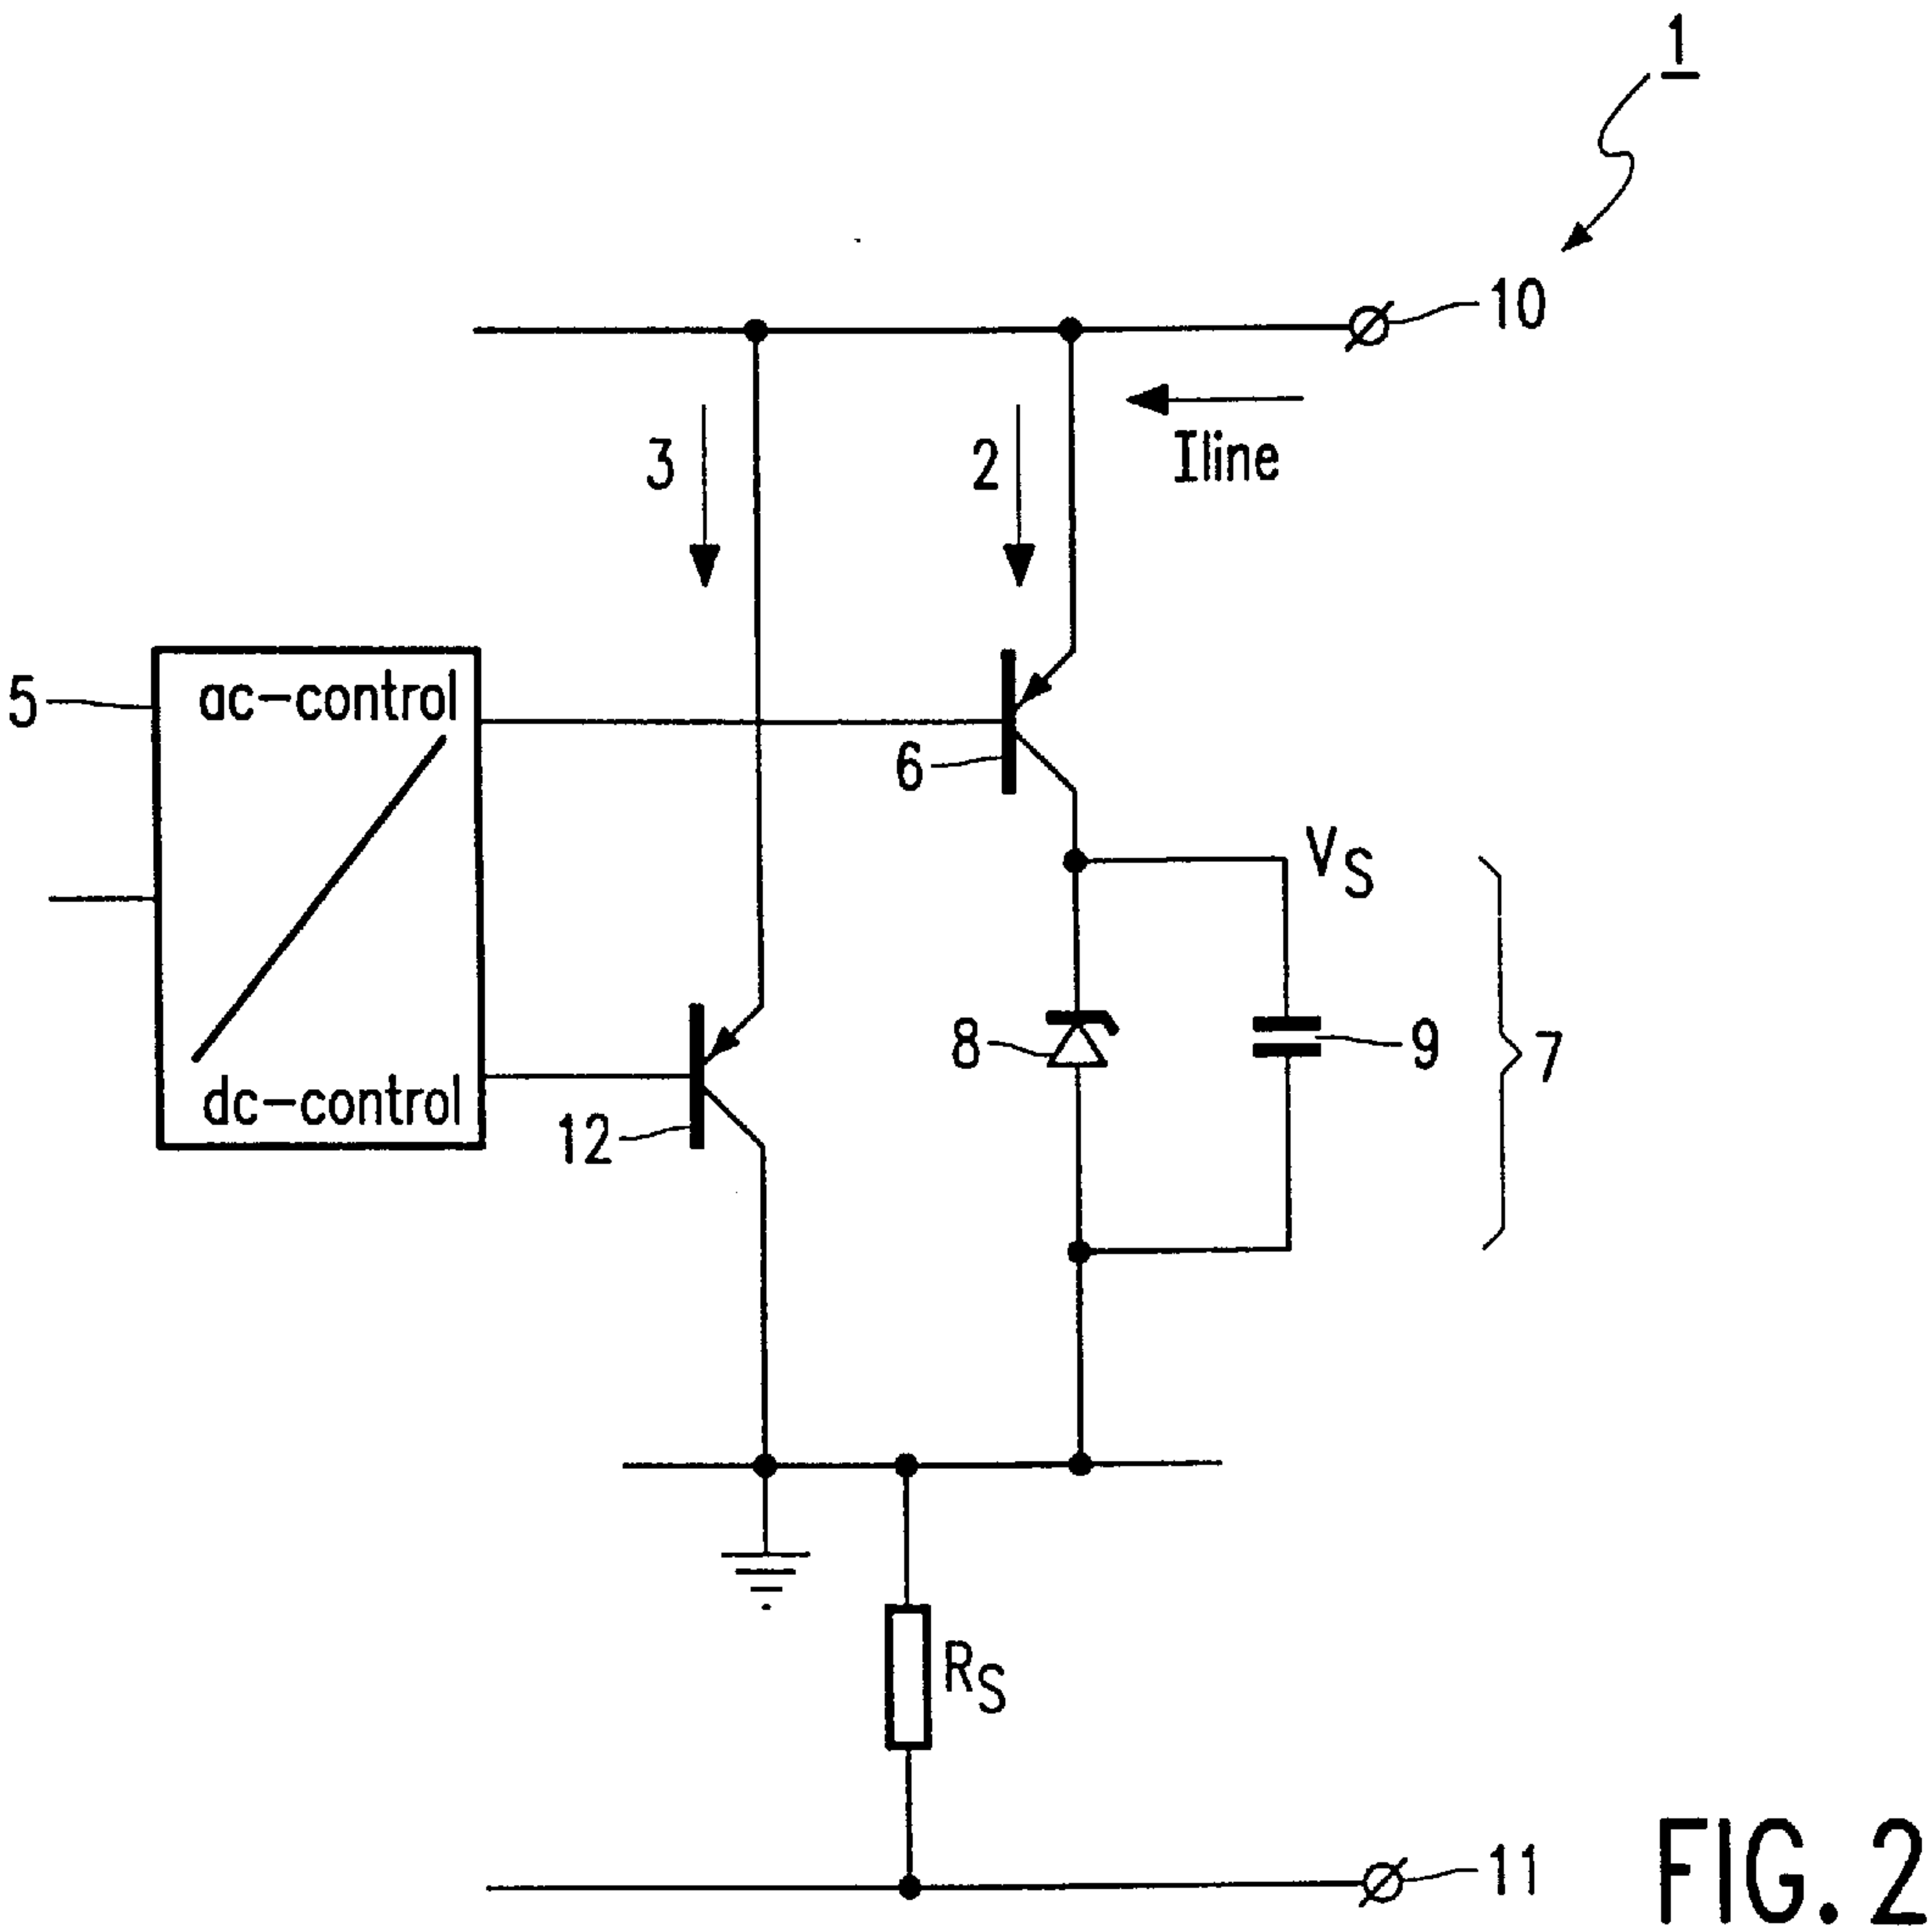 1
10
3
2
Iline
5
ac-control
6
VS
8
9
7
dc-control
12
RS
11
FIG. 2